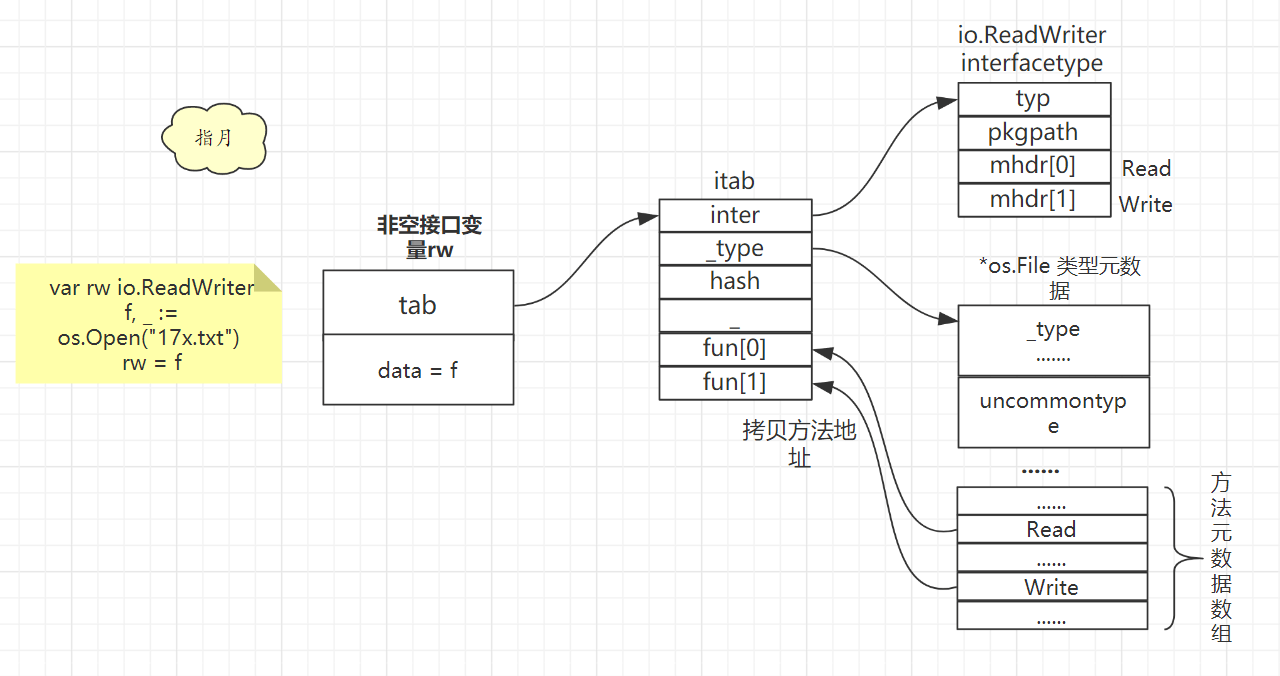 指月
var rw io.ReadWriter
f, _ :=
os.Open("17x.txt")
rw = f
非空接口变
量rw
tab
data = f
itab
inter
_type
hash
_
fun[0]
fun[1]
拷贝方法地
址
io.ReadWriter
interfacetype
typ
pkgpath
mhdr[0]
Read
mhdr[1]
Write
*os.File 类型元数
据
_type
.......
uncommontyp
e
······
......
Read
......
Write
......
方
法
元
数
据
数
组